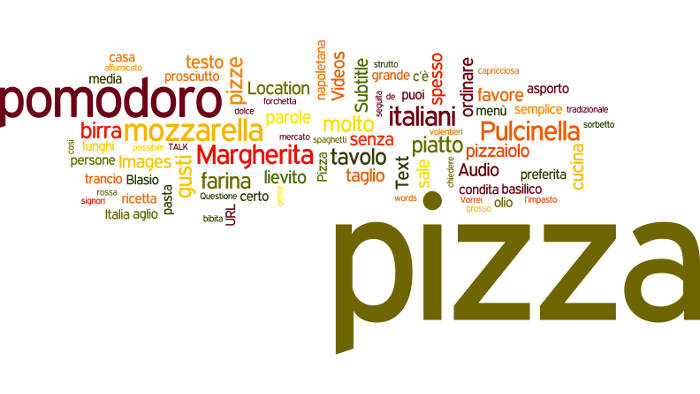 casa
affumicato
testo
prosciutto
media
pizze
Location
forchetta
dolce
napoletana
Videos
Subtitle
strutto
grande
c'è
seguita
de
puoi
spesso
ordinare
capricciosa
favore
asporto
menù
semplice
tradizionale
sorbetto
pomodoro
birra
mozzarella
parole
molto
italiani
volentieri
Pulcinella
così
funghi
possibile
TALK
mercato
spaghetti
senza
piatto
pizzaiolo
persone
Images
gusti
Margherita
Pizza
tavolo
Text
sale
chiedere
Audio
preferita
cucina
trancio
Blasio
pasta
farina
lievito
taglio
condita
basilico
rossa
signori
ricetta
Questione
certo
words
Vorrei
grosso
olio
l'impasto
Italia
aglio
bibita
URL
pizza